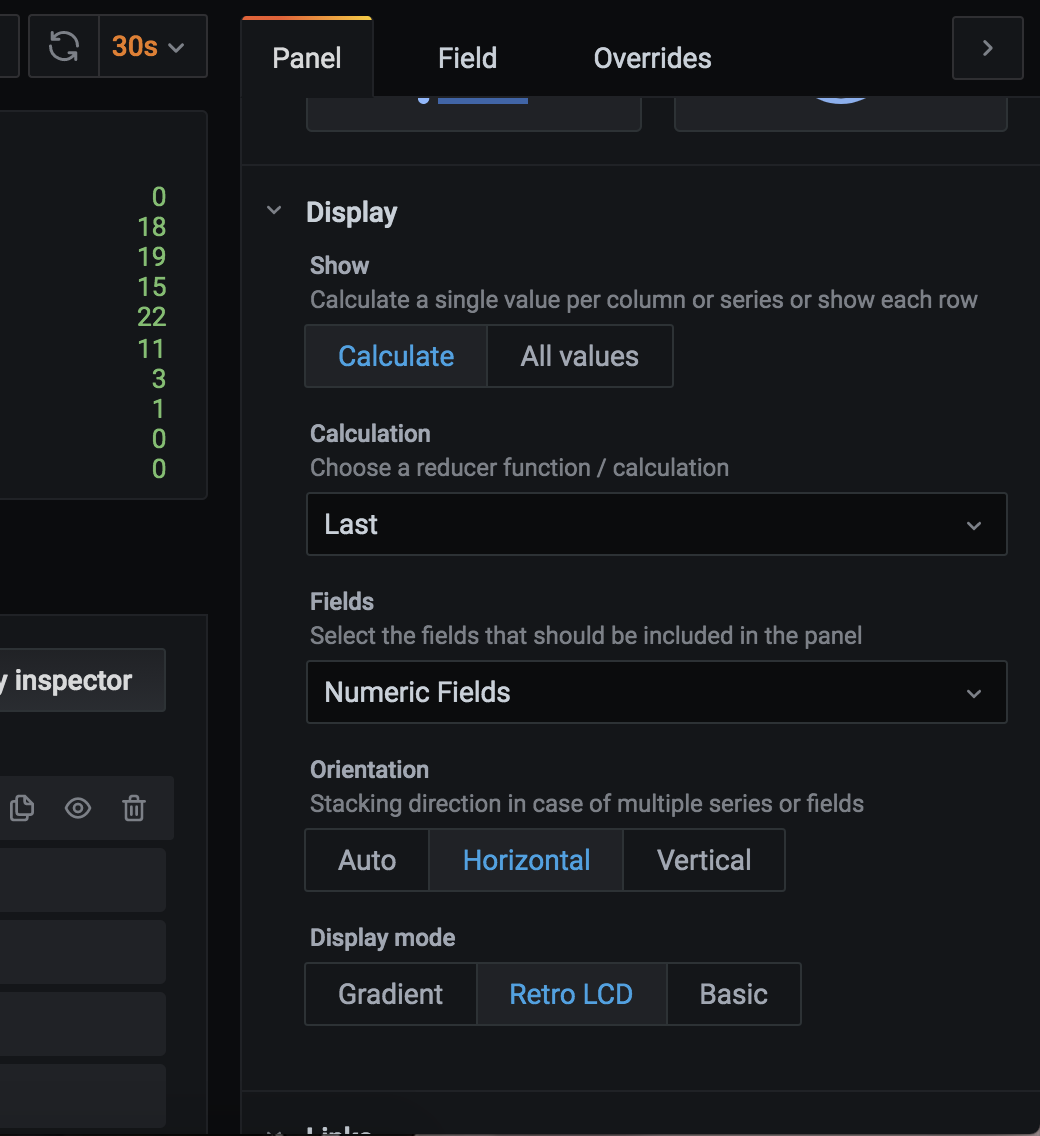 30s
Panel
Field
Overrides
0
18
19
15
22
11
3
1
0
0
y inspector
Display
Show
Calculate a single value per column or series or show each row
Calculate
All values
Calculation
Choose a reducer function / calculation
Last
Fields
Select the fields that should be included in the panel
Numeric Fields
Orientation
Stacking direction in case of multiple series or fields
Auto
Horizontal
Vertical
Display mode
Gradient
Retro LCD
Basic
Links